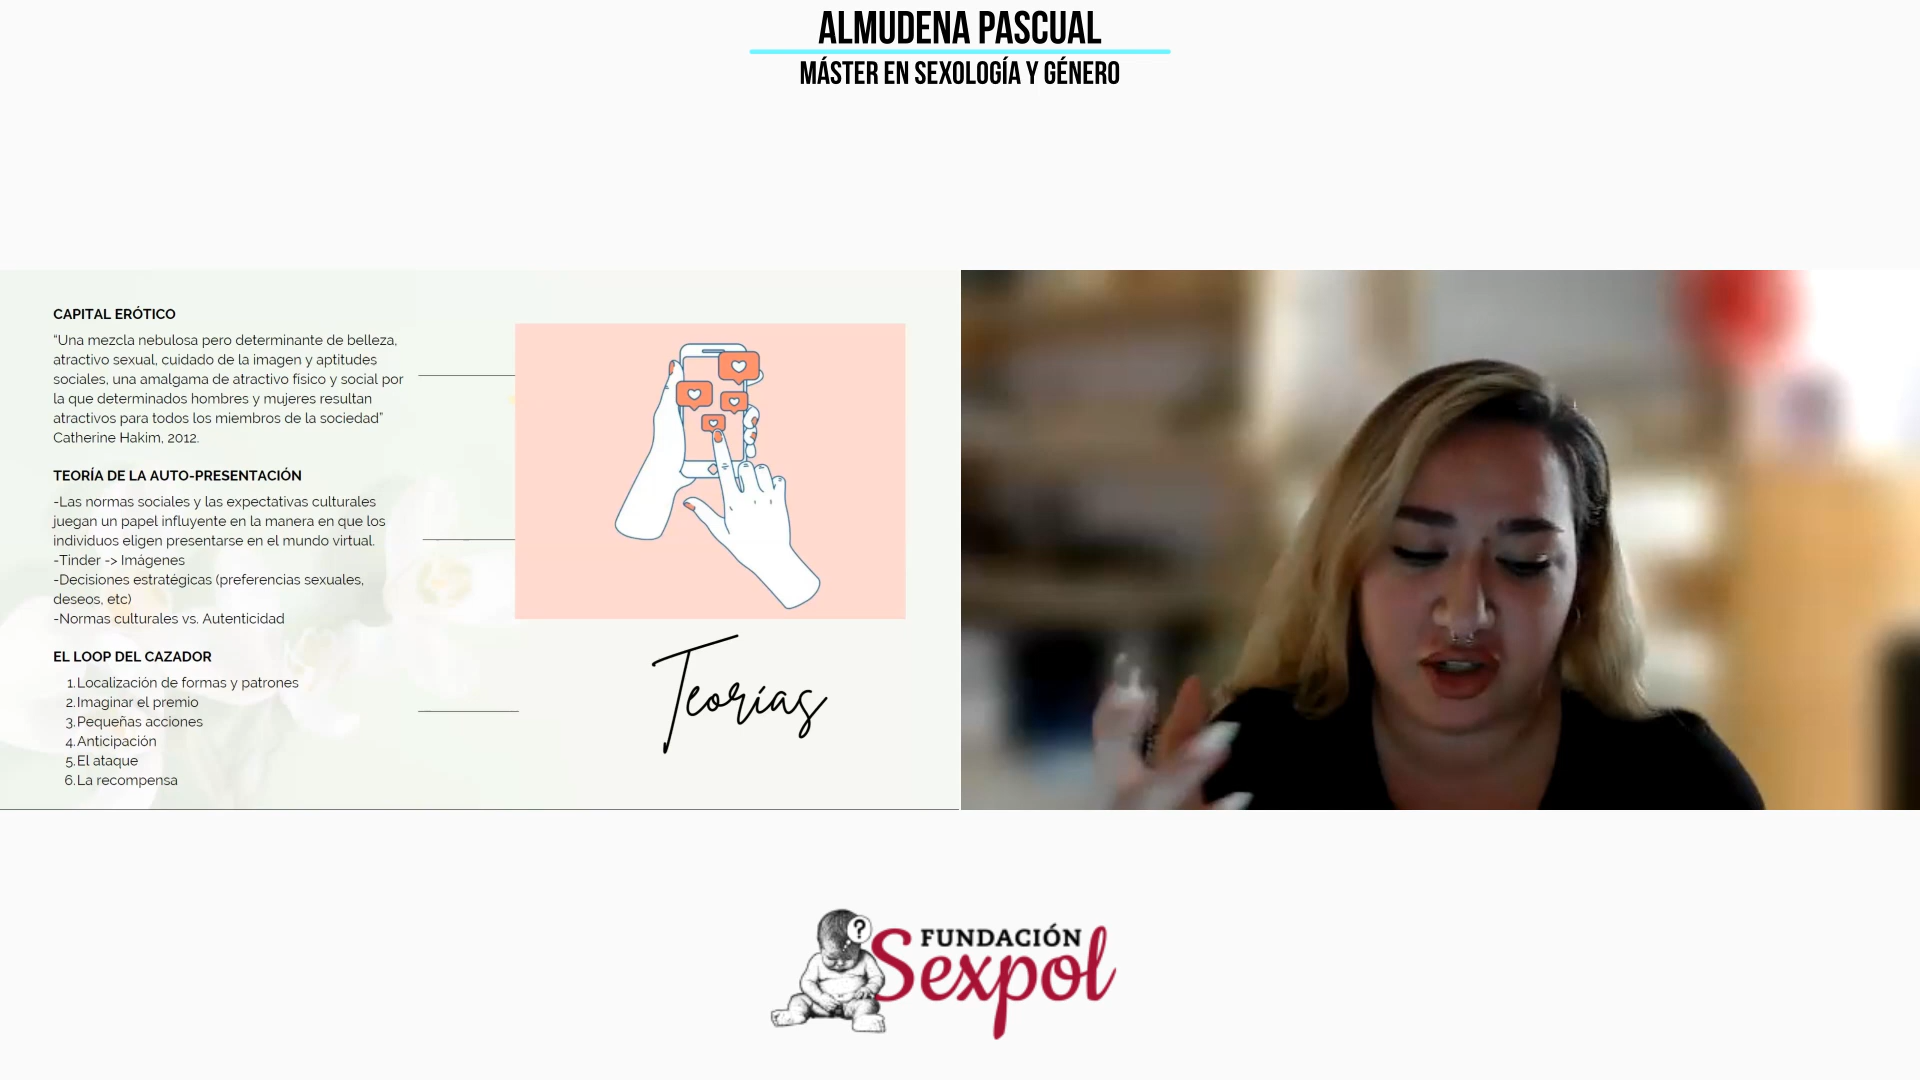 ALMUDENA PASCUAL
MÁSTER EN SEXOLOGÍA Y GÉNERO
CAPITAL ERÓTICO
“Una mezcla nebulosa pero determinante de belleza,
atractivo sexual, cuidado de la imagen y aptitudes
sociales, una amalgama de atractivo físico y social por
la que determinados hombres y mujeres resultan
atractivos para todos los miembros de la sociedad”
Catherine Hakim, 2012.
TEORÍA DE LA AUTO-PRESENTACIÓN
-Las normas sociales y las expectativas culturales
juegan un papel influyente en la manera en que los
individuos eligen presentarse en el mundo virtual.
-Tinder -> Imágenes
-Decisiones estratégicas (preferencias sexuales,
deseos, etc)
-Normas culturales vs. Autenticidad
EL LOOP DEL CAZADOR
1. Localización de formas y patrones
2. Imaginar el premio
3. Pequeñas acciones
4. Anticipación
5. El ataque
6. La recompensa
Teorías
?
FUNDACIÓN
Sexpol